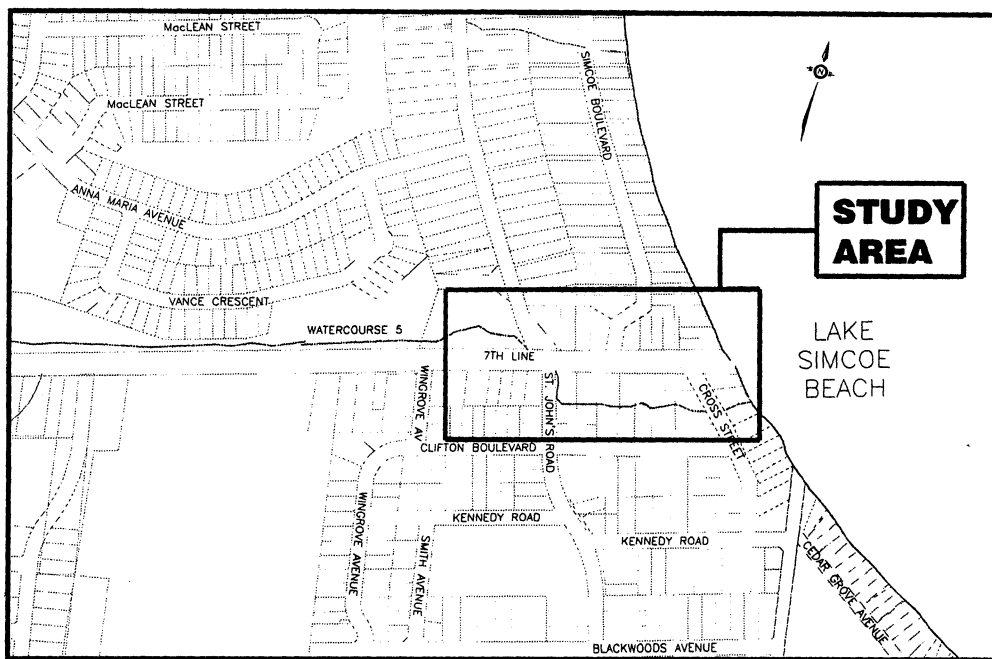 MacLEAN STREET
SIMCOE BOULEVARD
N
MacLEAN STREET
ANNA MARIA AVENUE
STUDY
AREA
VANCE CRESCENT
WATERCOURSE 5
LAKE
SIMCOE
BEACH
7TH LINE
WINGROVE AV
ST. JOHN'S ROAD
CROSS STREET
CLIFTON BOULEVARD
WINGROVE AVENUE
SMITH AVENUE
KENNEDY ROAD
KENNEDY ROAD
CEDAR GROVE AVENUE
BLACKWOODS AVENUE